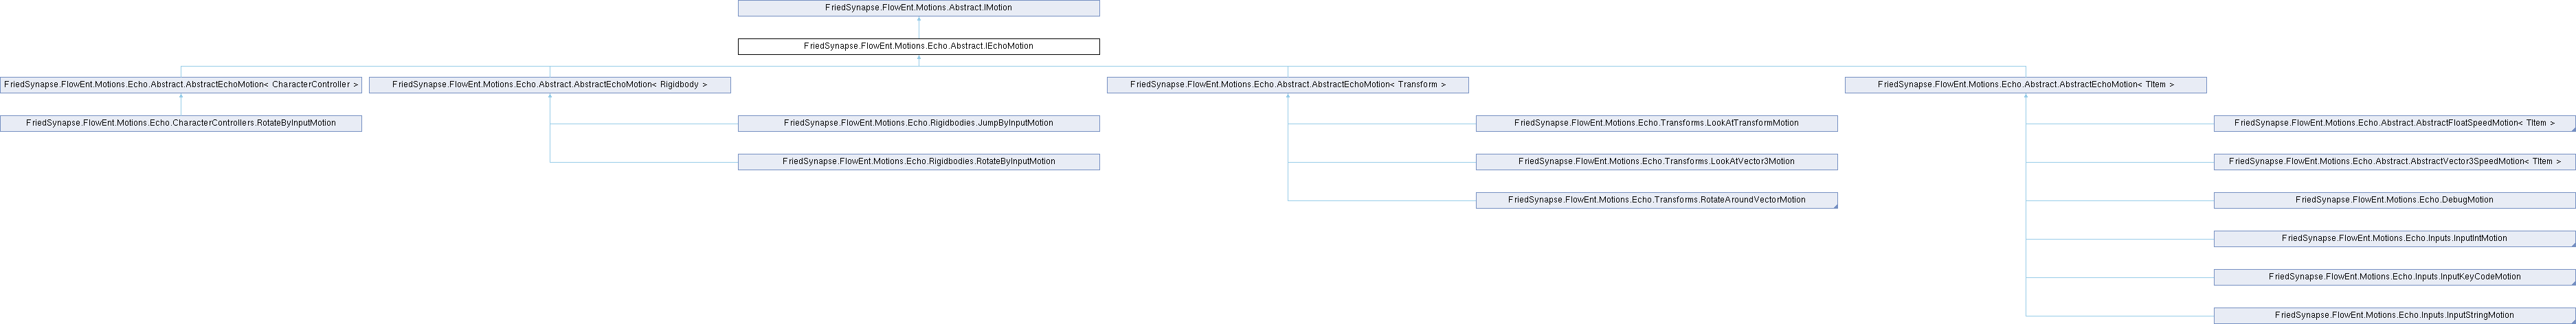 FriedSynapse.FlowEnt.Motions.Abstract.IMotion
FriedSynapse.FlowEnt.Motions.Echo.Abstract.IEchoMotion
FriedSynapse.FlowEnt.Motions.Echo.Abstract.AbstractEchoMotion< CharacterController >
FriedSynapse.FlowEnt.Motions.Echo.Abstract.AbstractEchoMotion< Rigidbody >
FriedSynapse.FlowEnt.Motions.Echo.Abstract.AbstractEchoMotion< Transform >
FriedSynapse.FlowEnt.Motions.Echo.Abstract.AbstractEchoMotion< TItem >
FriedSynapse.FlowEnt.Motions.Echo.CharacterControllers.RotateByInputMotion
FriedSynapse.FlowEnt.Motions.Echo.Rigidbodies.JumpByInputMotion
FriedSynapse.FlowEnt.Motions.Echo.Transforms.LookAtTransformMotion
FriedSynapse.FlowEnt.Motions.Echo.Abstract.AbstractFloatSpeedMotion< TItem >
FriedSynapse.FlowEnt.Motions.Echo.Rigidbodies.RotateByInputMotion
FriedSynapse.FlowEnt.Motions.Echo.Transforms.LookAtVector3Motion
FriedSynapse.FlowEnt.Motions.Echo.Abstract.AbstractVector3SpeedMotion< TItem >
FriedSynapse.FlowEnt.Motions.Echo.Transforms.RotateAroundVectorMotion
FriedSynapse.FlowEnt.Motions.Echo.DebugMotion
FriedSynapse.FlowEnt.Motions.Echo.Inputs.InputIntMotion
FriedSynapse.FlowEnt.Motions.Echo.Inputs.InputKeyCodeMotion
FriedSynapse.FlowEnt.Motions.Echo.Inputs.InputStringMotion